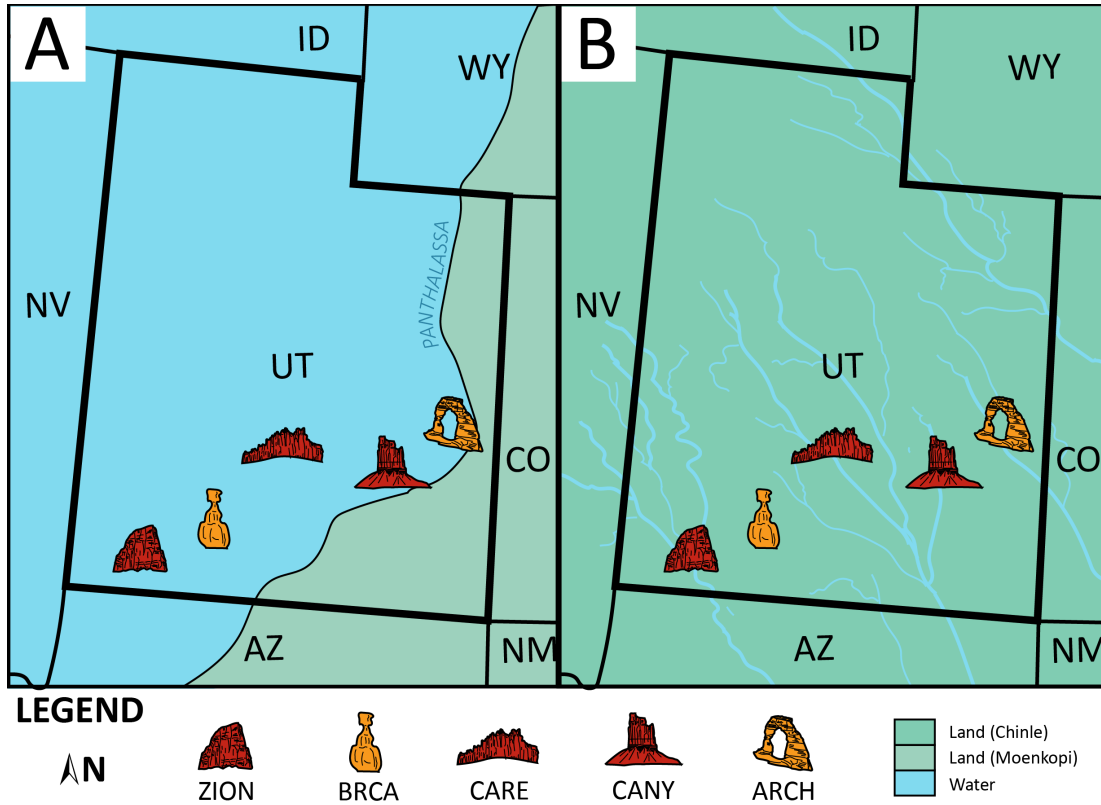 A
ID
WY
PANTHALASSA
NV
UT
CO
AZ
NM
B
ID
WY
NV
UT
CO
AZ
NM
LEGEND
N
ZION
BRCA
CARE
CANY
ARCH
Land (Chinle)
Land (Moenkopi)
Water